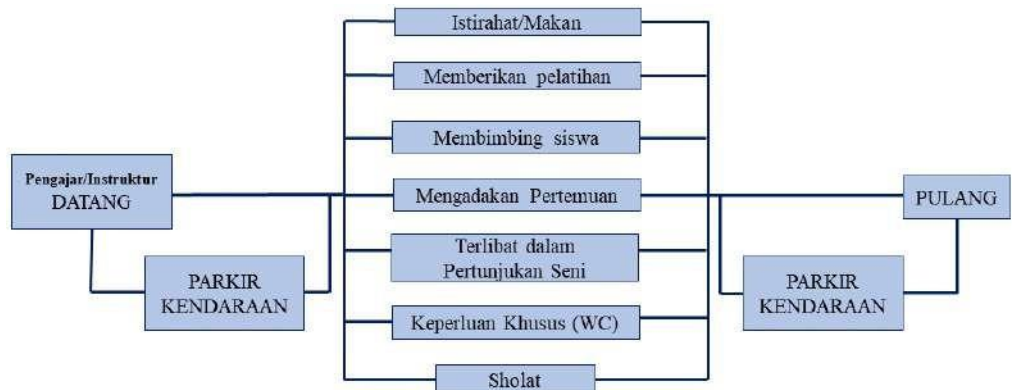 Istirahat/Makan
Memberikan pelatihan
Membimbing siswa
Pengajar/Instruktur
DATANG
Mengadakan Pertemuan
PULANG
Terlibat dalam
Pertunjukan Seni
PARKIR
KENDARAAN
PARKIR
KENDARAAN
Keperluan Khusus (WC)
Sholat